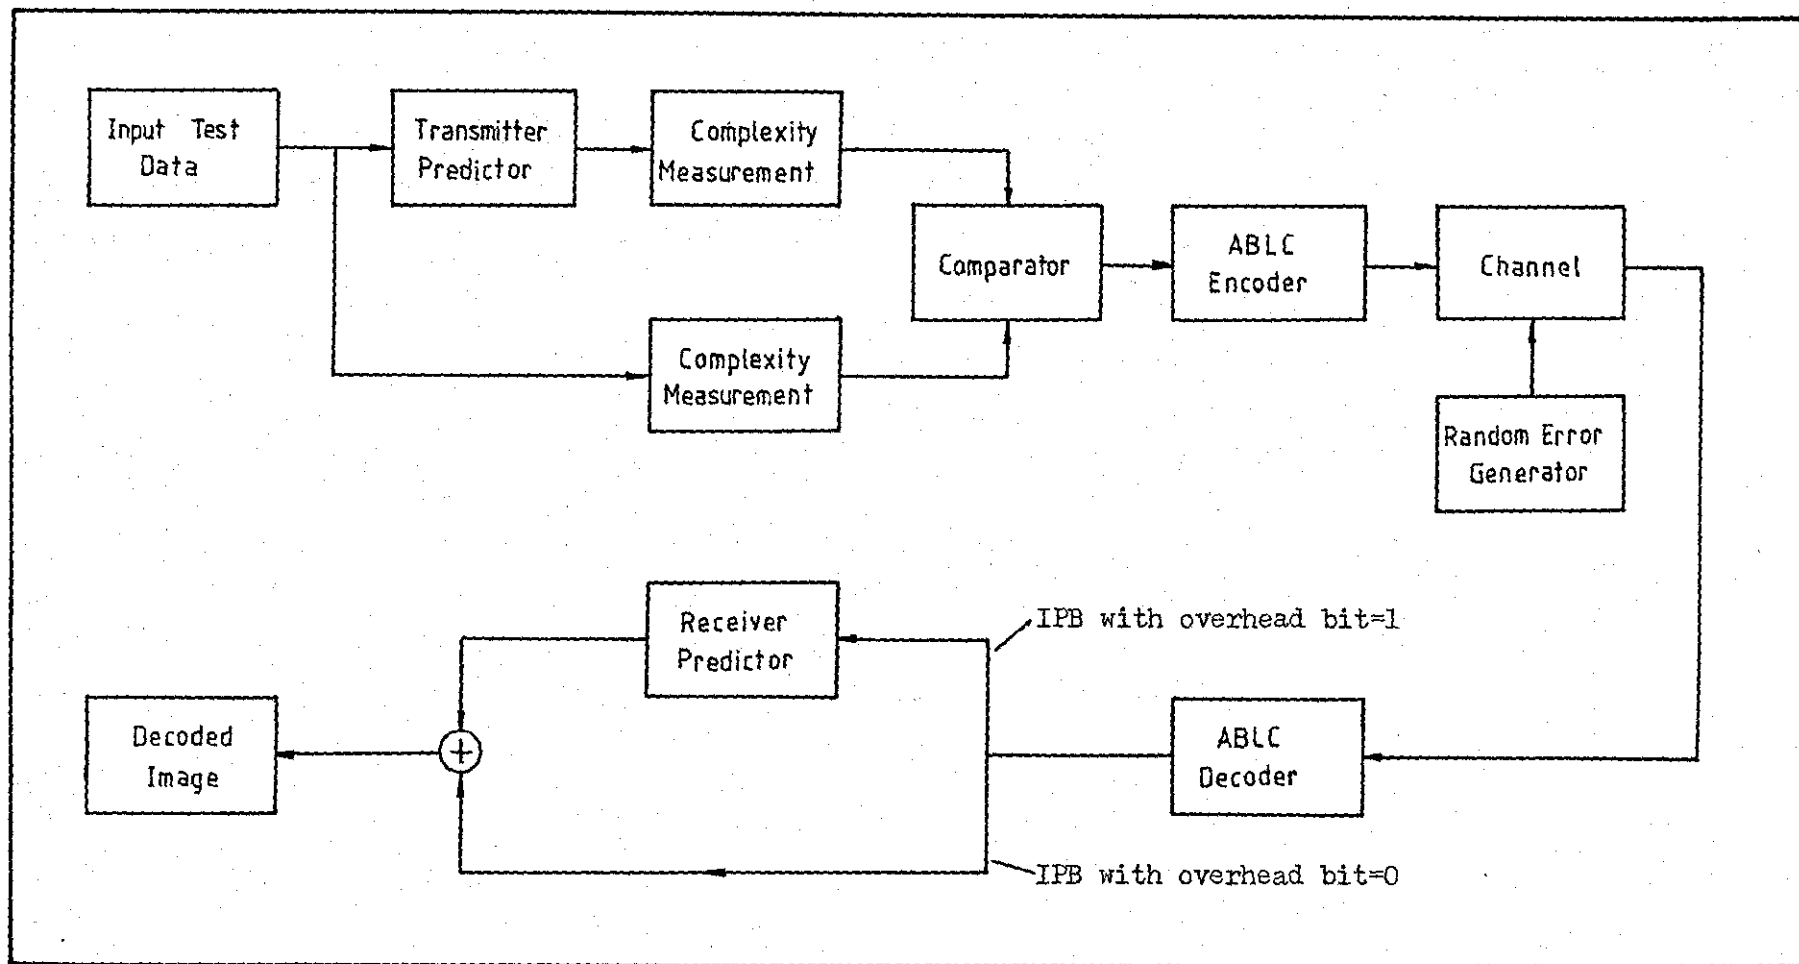 Input Test
Data
Transmitter
Predictor
Complexity
Measurement
Comparator
ABLC
Encoder
Channel
Complexity
Measurement
Random Error
Generator
Receiver
Predictor
IPB with overhead bit=1
Decoded
Image
+
ABLC
Decoder
IPB with overhead bit=0